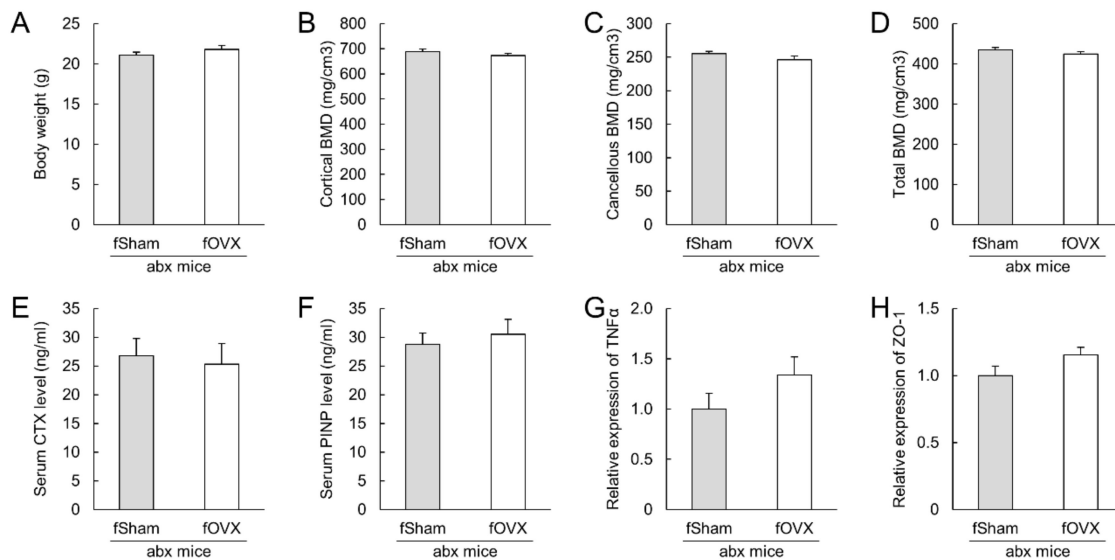 A
Body weight (g)
25
20
15
10
5
0
fSham fOVX
abx mice
B
Cortical BMD (mg/cm3)
800
700
600
500
400
300
200
100
0
fSham fOVX
abx mice
C
Cancellous BMD (mg/cm3)
300
250
200
150
100
50
0
fSham fOVX
abx mice
D
Total BMD (mg/cm3)
500
400
300
200
100
0
fSham fOVX
abx mice
E
Serum CTX level (ng/ml)
35
30
25
20
15
10
5
0
fSham fOVX
abx mice
F
Serum PINP level (ng/ml)
35
30
25
20
15
10
5
0
fSham fOVX
abx mice
G
Relative expression of TNFα
2.0
1.5
1.0
0.5
0.0
fSham fOVX
abx mice
H
Relative expression of ZO-1
1.5
1.0
0.5
0
fSham fOVX
abx mice